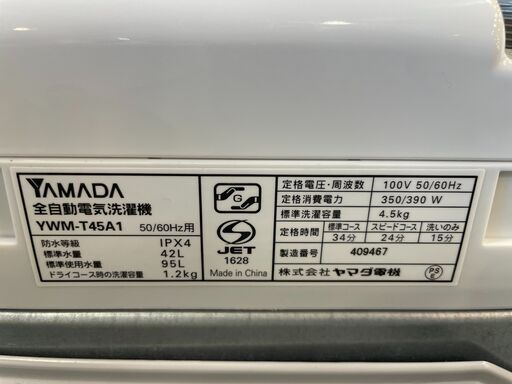 YAMADA
全自動電気洗濯機
YWM-T45A1 50/60Hz用
防水等級 IPX4
標準水量 42L
標準使用水量 95L
ドライコース時の洗濯容量 1.2kg
G
S
JET
1628
Made in China
定格電圧・周波数 100V 50/60Hz
定格消費電力 350/390 W
標準洗濯容量 4.5kg
定格時間 標準コース 34分 スピードコース 24分 洗いのみ 15分
製造番号 409467
株式会社 ヤマダ電機
PS
E